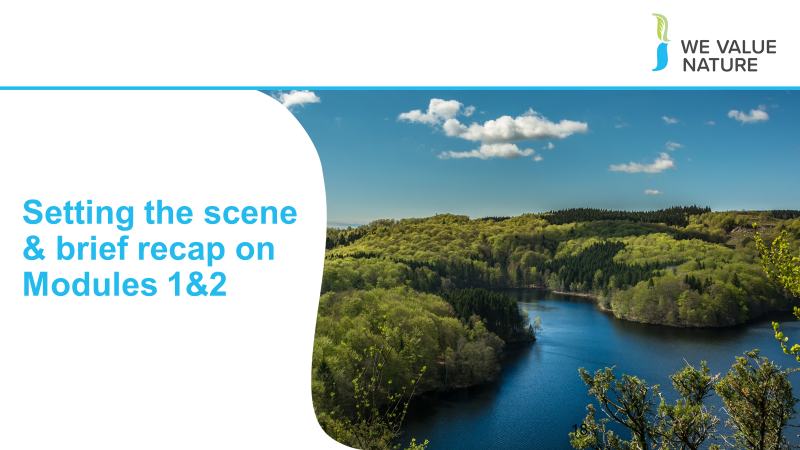 WE VALUE
NATURE
Setting the scene
& brief recap on
Modules 1&2